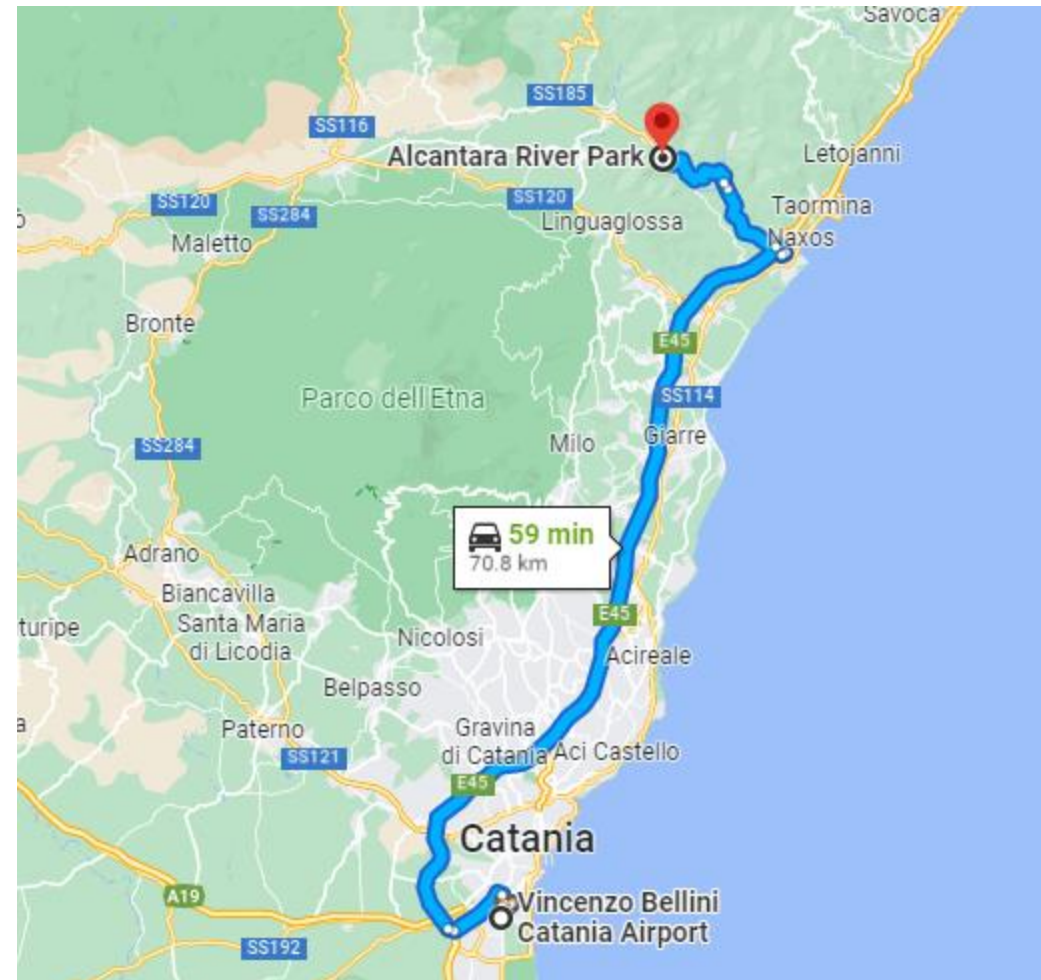 Savoca
SS185
SS116
Alcantara River Park
Letojanni
SS120
SS120
SS284
Taormina
Linguaglossa
Naxos
Maletto
Bronte
E45
Parco dell'Etna
SS114
Giarre
Milo
SS284
59 min
70.8 km
Adrano
Biancavilla
E45
turipe
Santa Maria
di Licodia
Nicolosi
Acireale
Belpasso
Paterno
Gravina
di Catania
Aci Castello
SS121
E45
Catania
A19
Vincenzo Bellini
Catania Airport
SS192